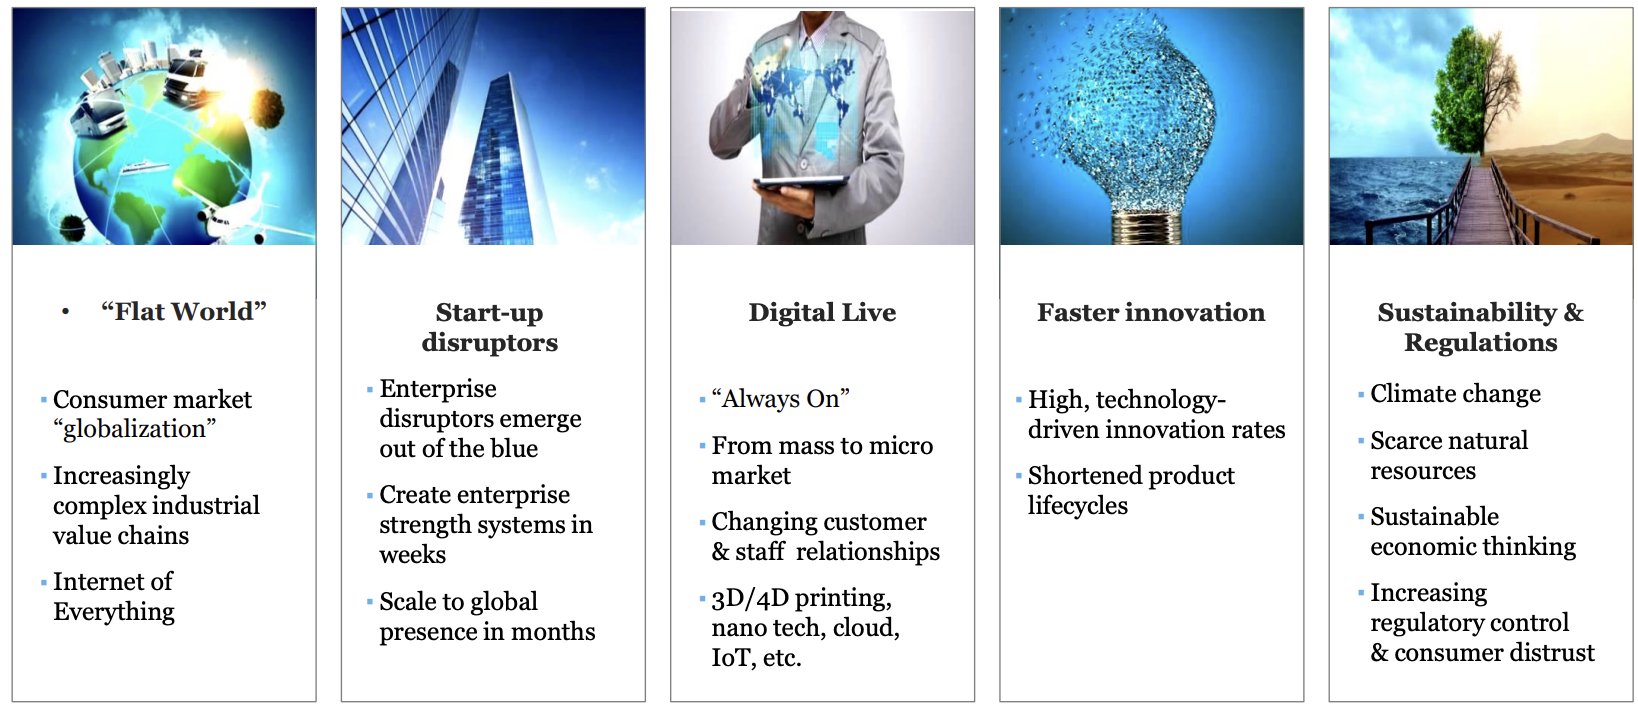 • “Flat World”
▪ Consumer market
“globalization”
▪ Increasingly
complex industrial
value chains
▪ Internet of
Everything
Start-up
disruptors
▪ Enterprise
disruptors emerge
out of the blue
▪ Create enterprise
strength systems in
weeks
▪ Scale to global
presence in months
Digital Live
▪ “Always On”
▪ From mass to micro
market
▪ Changing customer
& staff  relationships
▪ 3D/4D printing,
nano tech, cloud,
IoT, etc.
Faster innovation
▪ High, technology-
driven innovation rates
▪ Shortened product
lifecycles
Sustainability &
Regulations
▪ Climate change
▪ Scarce natural
resources
▪ Sustainable
economic thinking
▪ Increasing
regulatory control
& consumer distrust